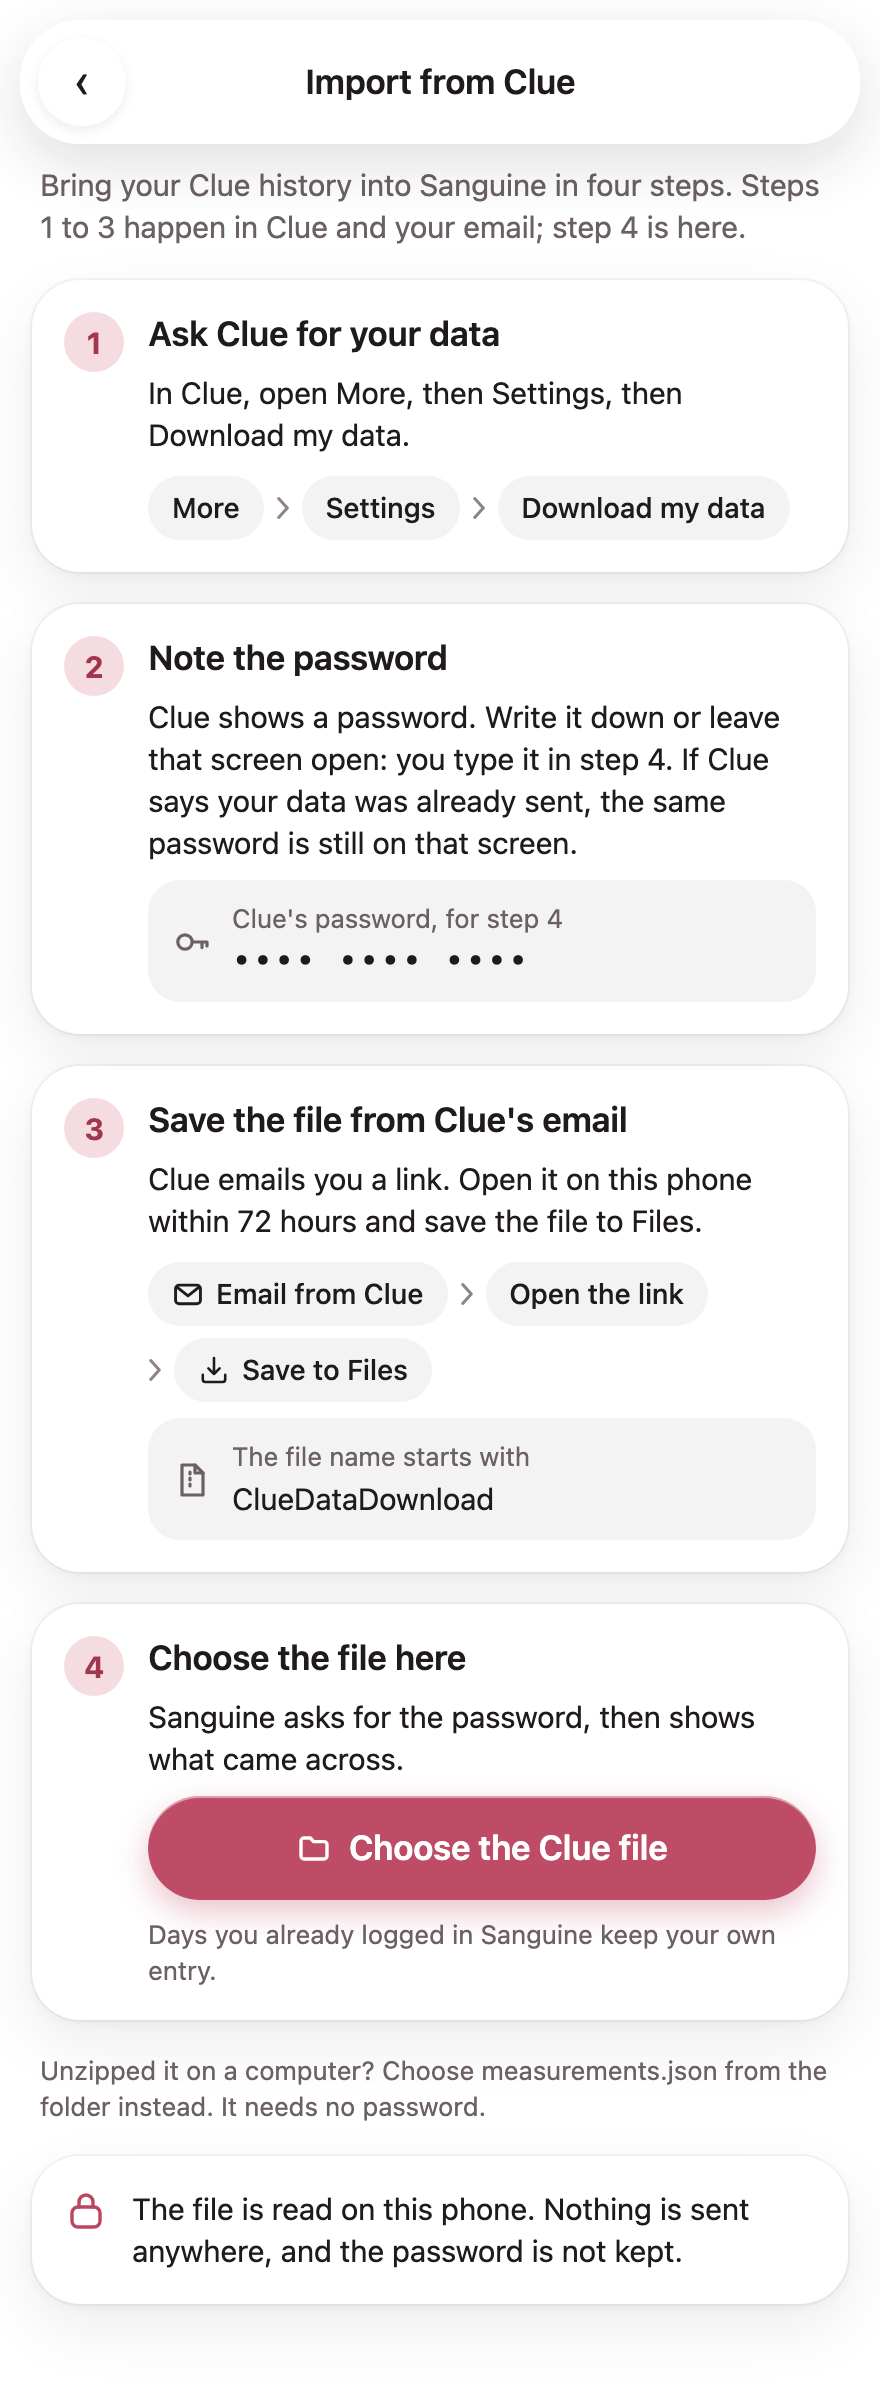 Import from Clue
Bring your Clue history into Sanguine in four steps. Steps
1 to 3 happen in Clue and your email; step 4 is here.
1
Ask Clue for your data
In Clue, open More, then Settings, then
Download my data.
More > Settings > Download my data
2
Note the password
Clue shows a password. Write it down or leave
that screen open: you type it in step 4. If Clue
says your data was already sent, the same
password is still on that screen.
Clue's password, for step 4
•••• •••• ••••
3
Save the file from Clue's email
Clue emails you a link. Open it on this phone
within 72 hours and save the file to Files.
Email from Clue > Open the link
> Save to Files
The file name starts with
ClueDataDownload
4
Choose the file here
Sanguine asks for the password, then shows
what came across.
Choose the Clue file
Days you already logged in Sanguine keep your own
entry.
Unzipped it on a computer? Choose measurements.json from the
folder instead. It needs no password.
The file is read on this phone. Nothing is sent
anywhere, and the password is not kept.